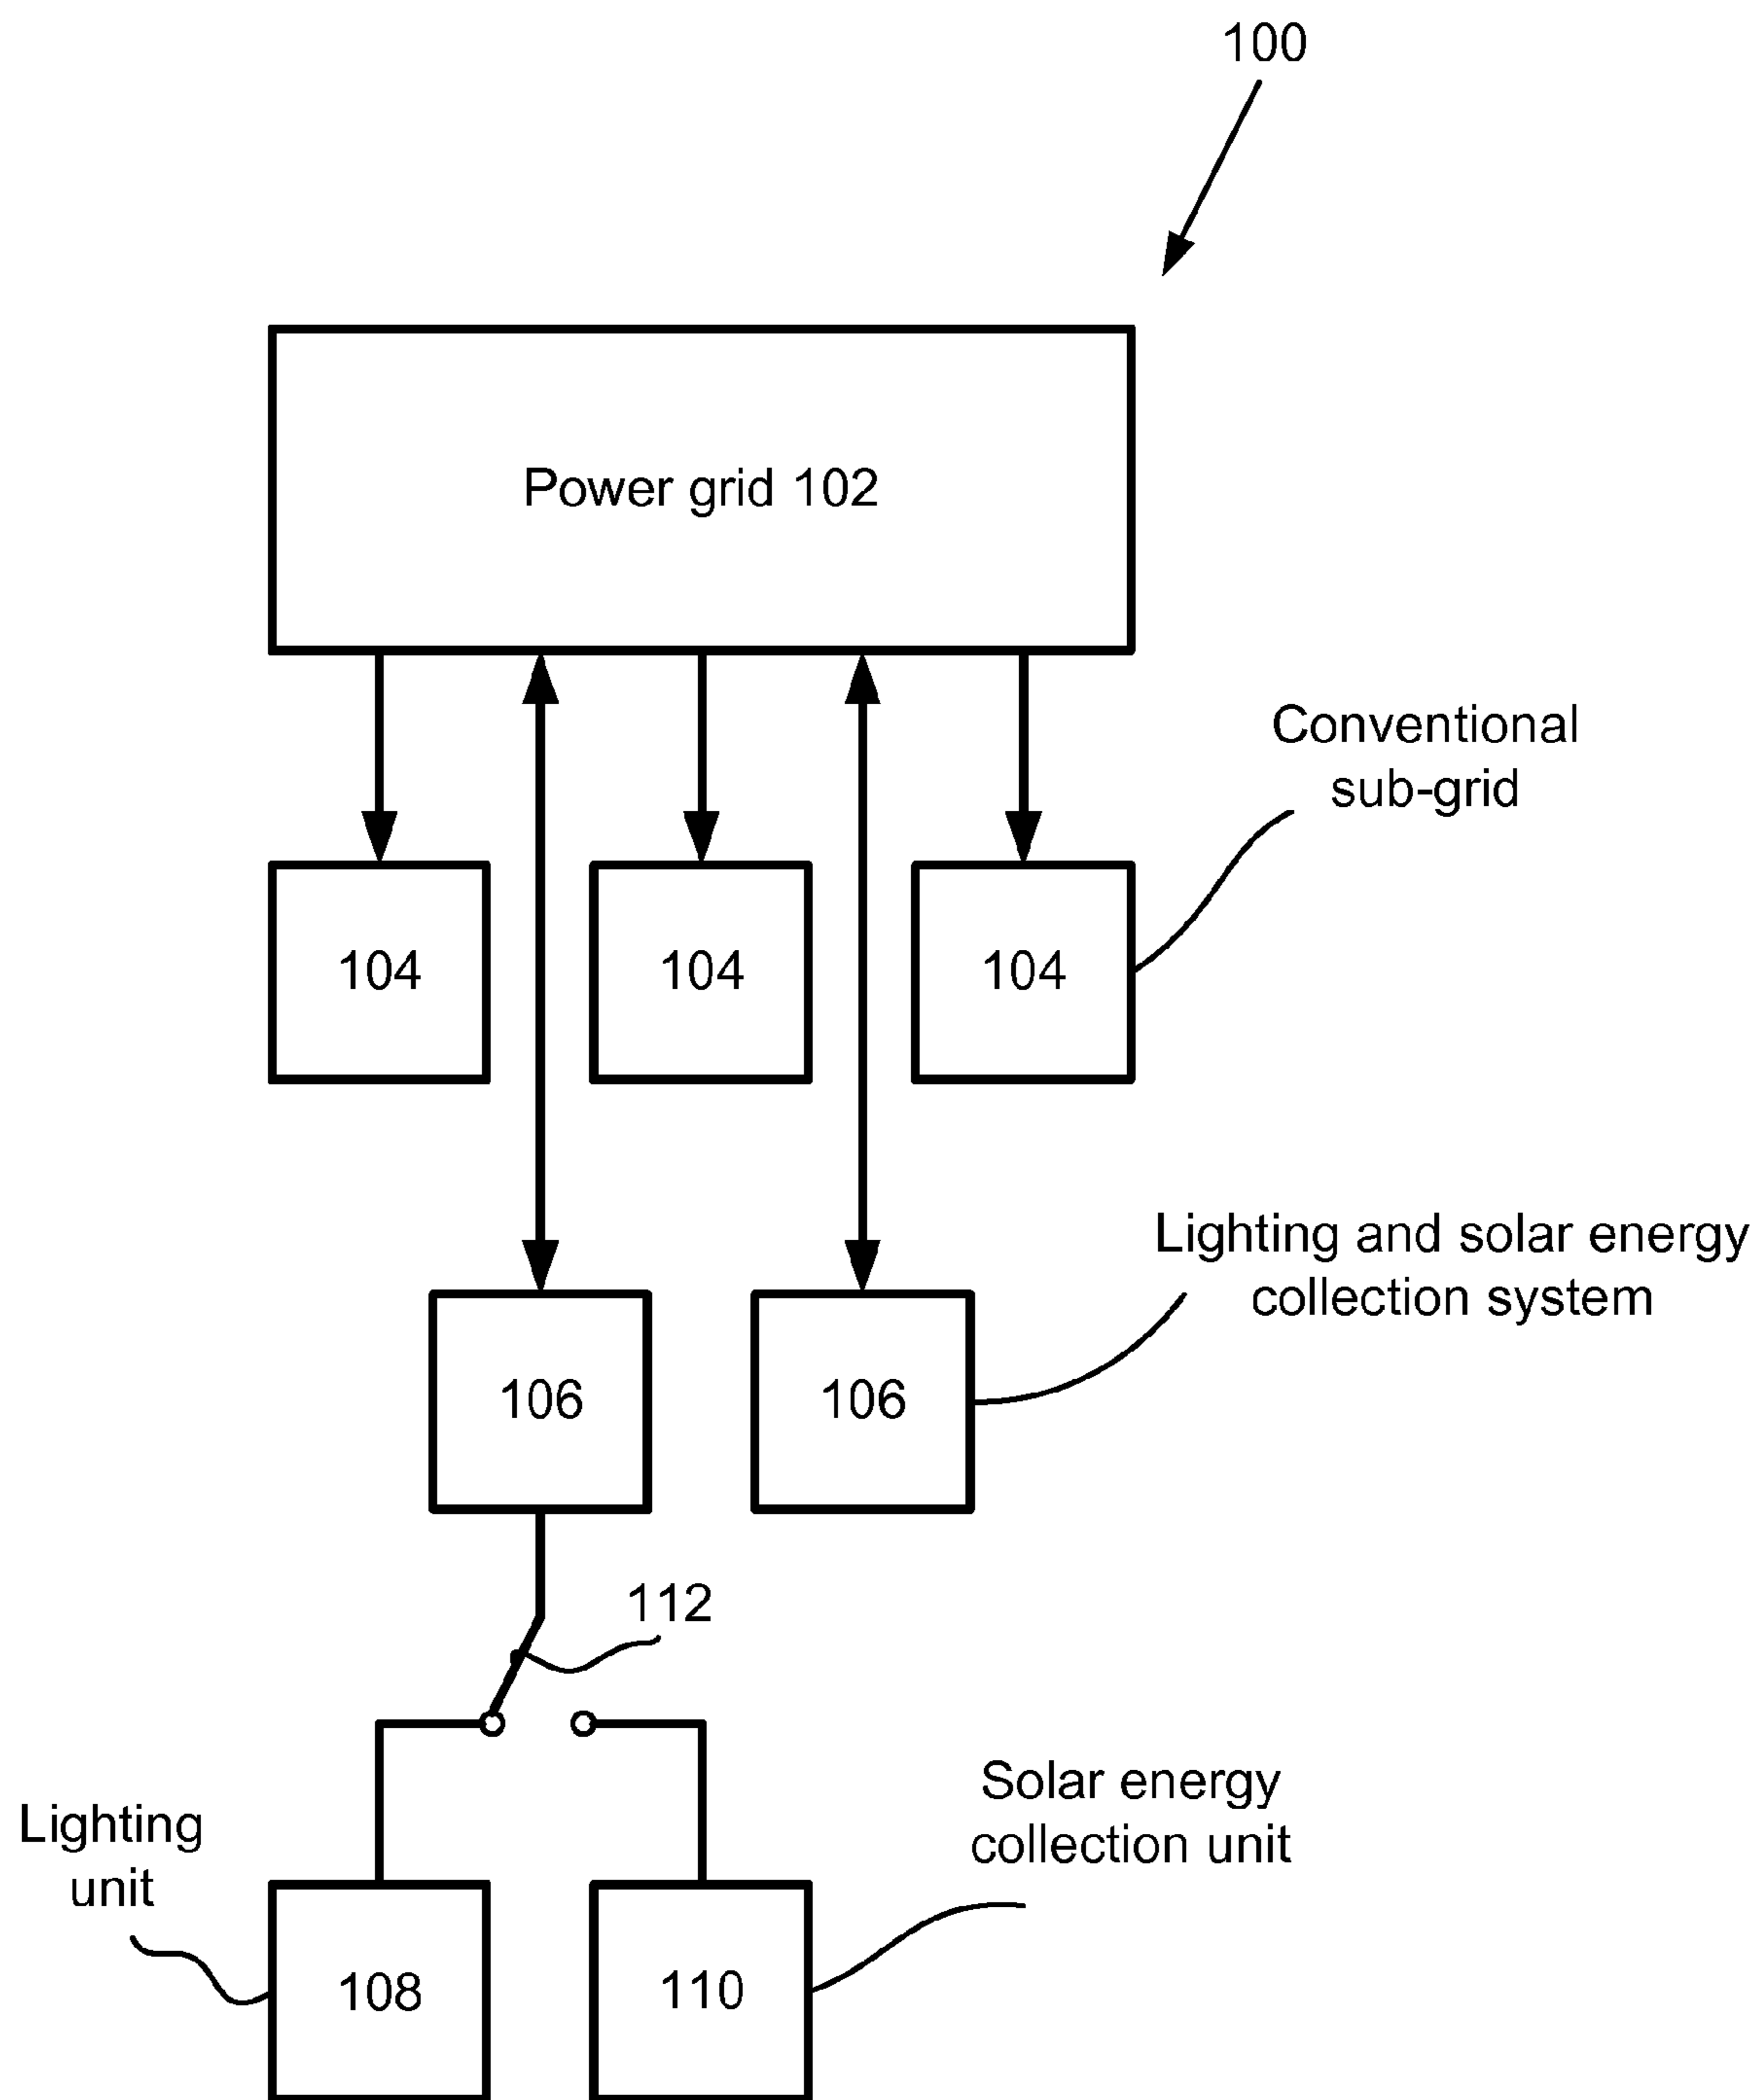 100
Power grid 102
Conventional
sub-grid
104
104
104
Lighting and solar energy
collection system
106
106
112
Solar energy
collection unit
Lighting
unit
108
110